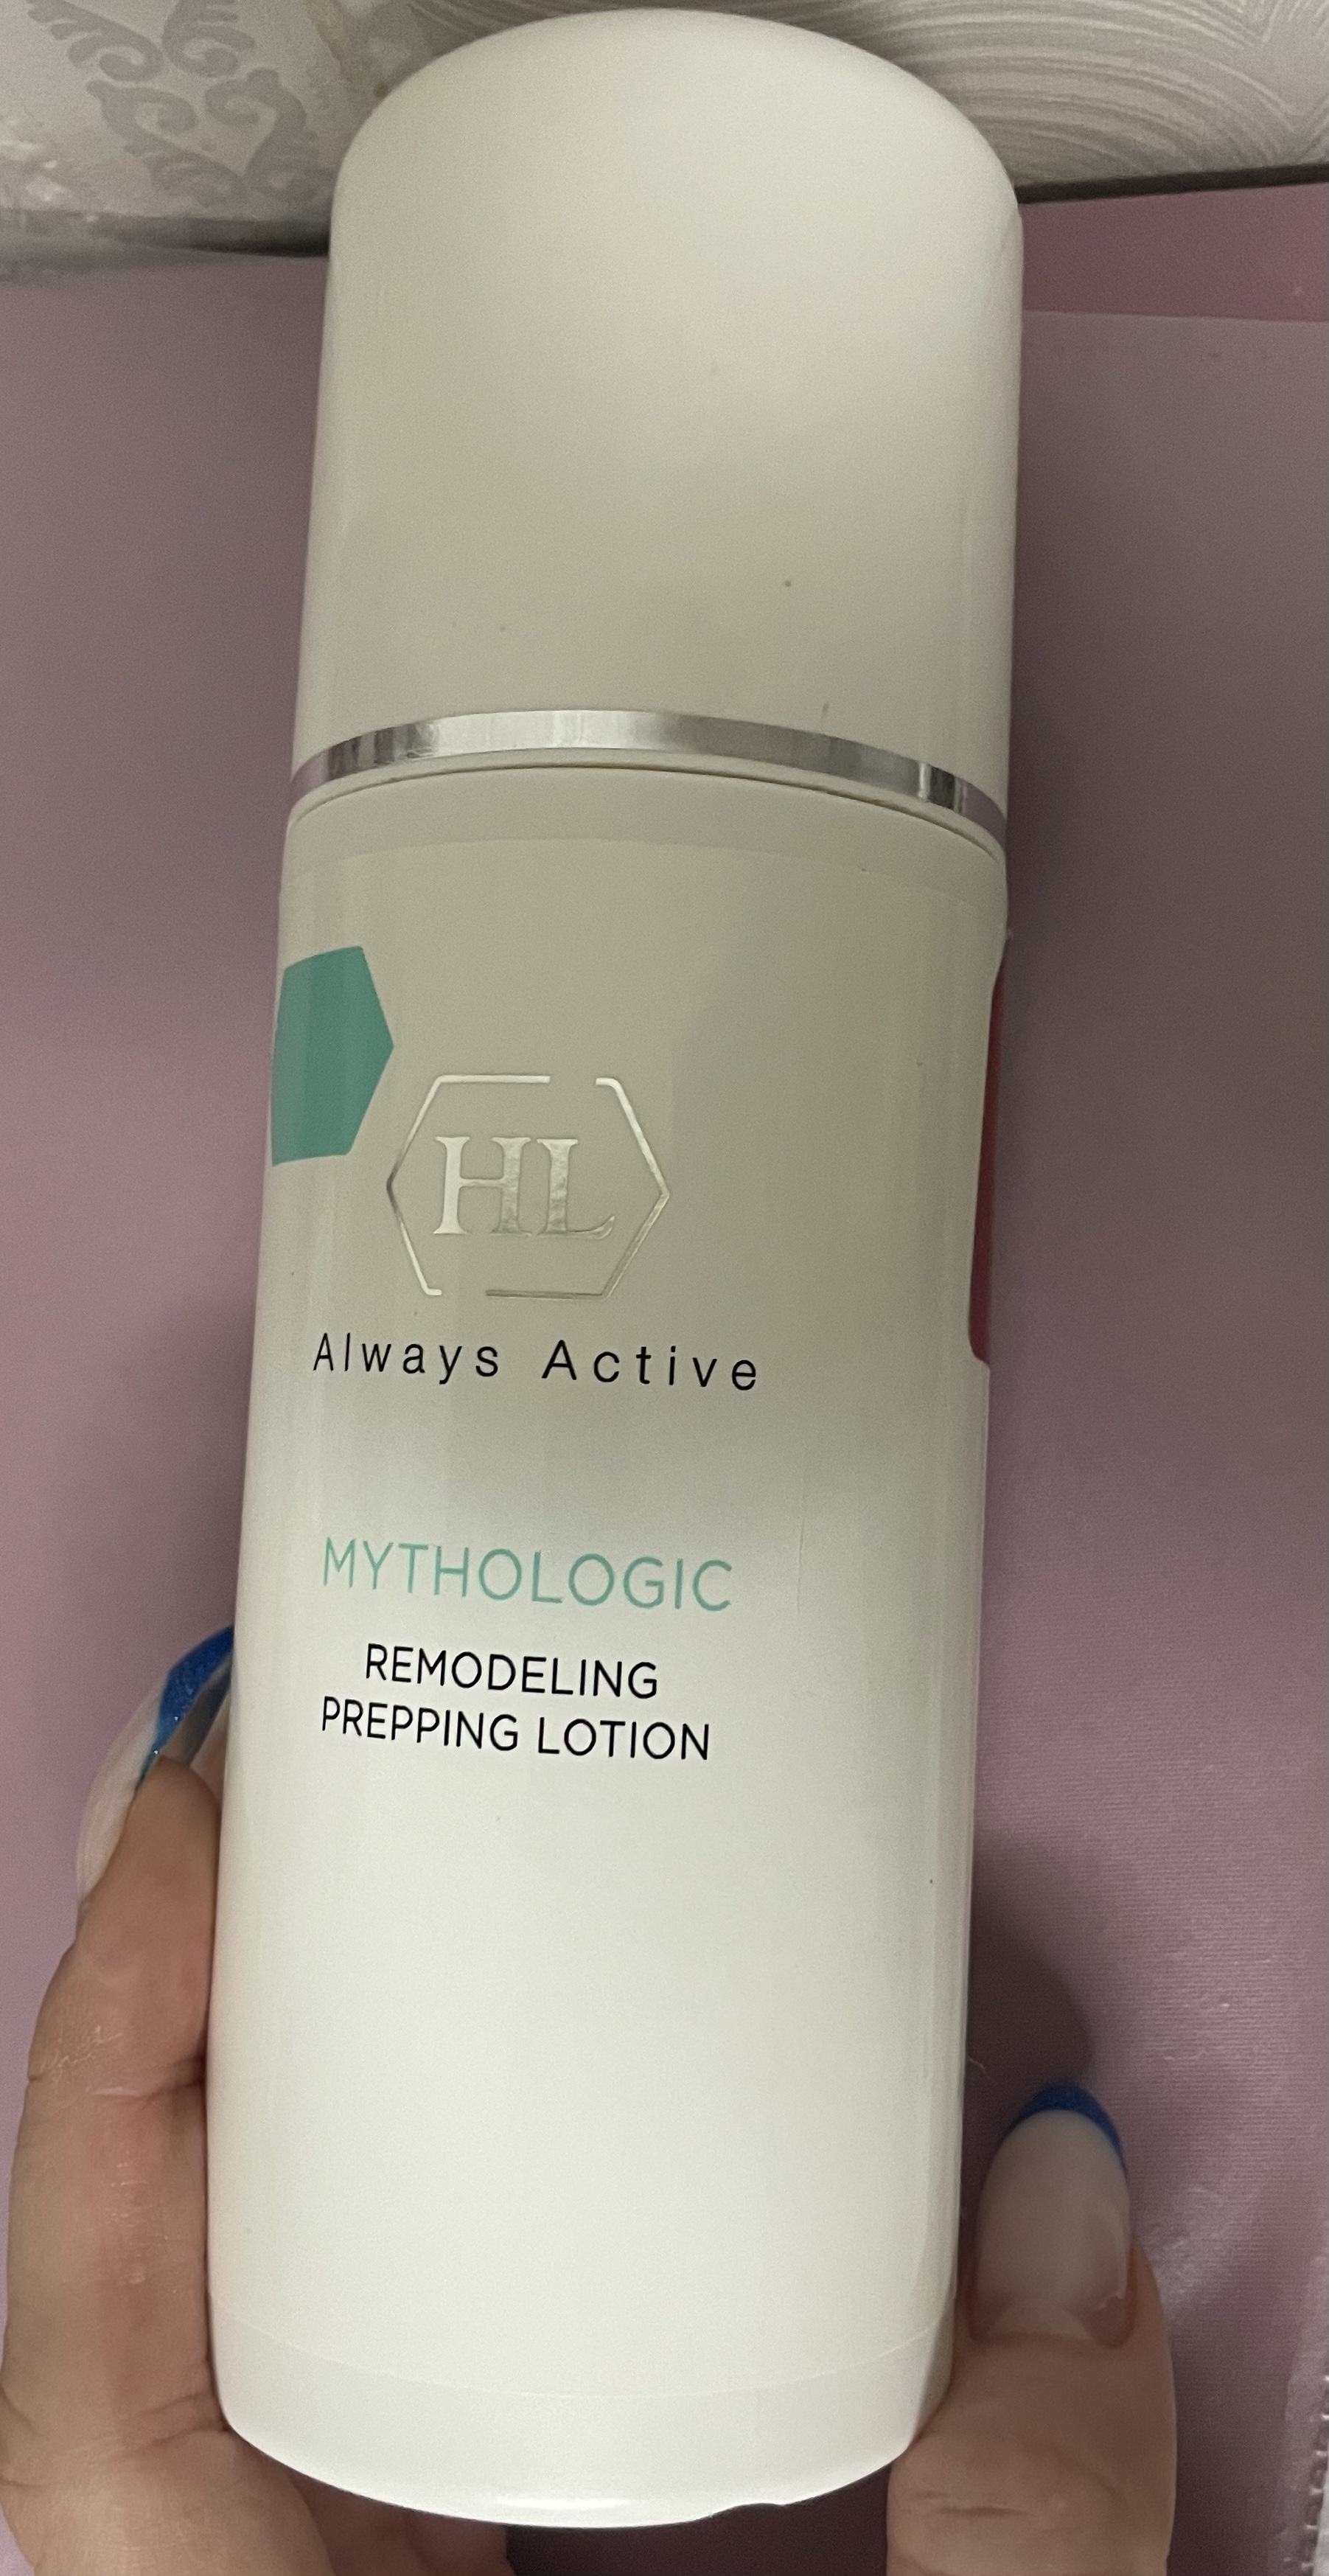 HL
Always Active
MYTHOLOGIC
REMODELING
PREPPING LOTION